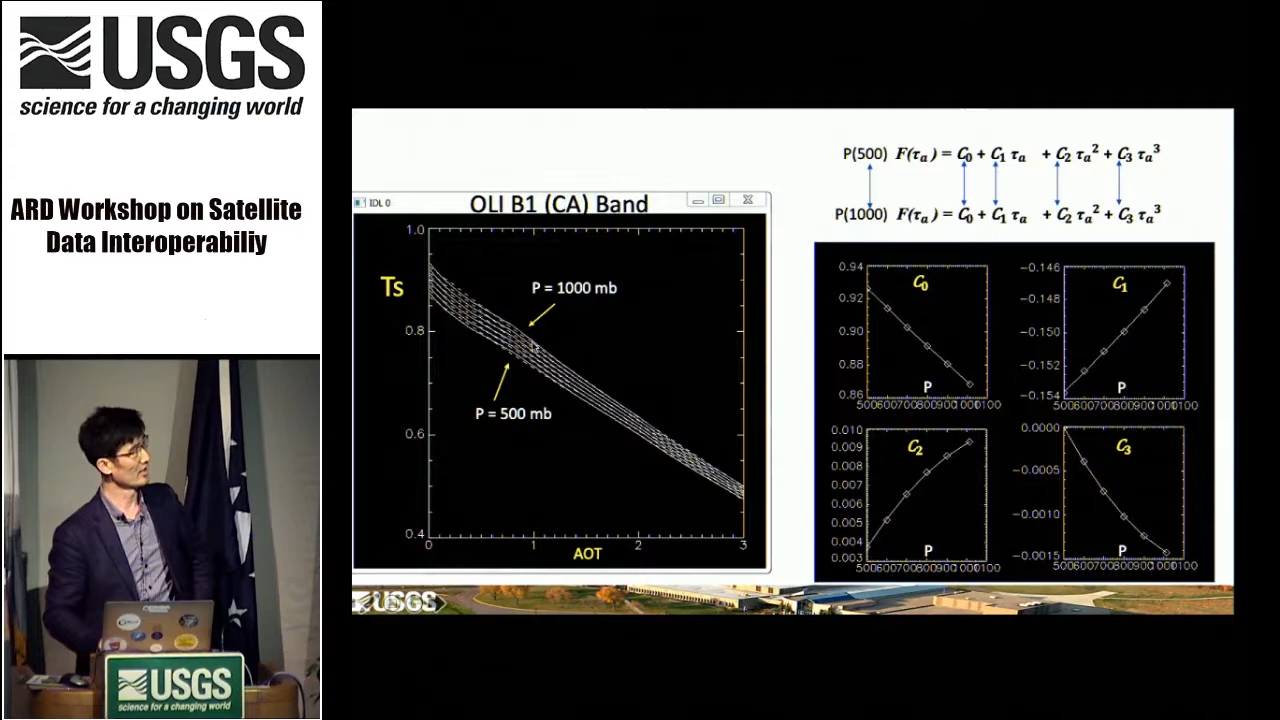 USGS
science for a changing world
ARD Workshop on Satellite
Data Interoperabiliy
P(500) F(τa) = C0 + C1 τa + C2 τa² + C3 τa³
P(1000) F(τa) = C0 + C1 τa + C2 τa² + C3 τa³
IDL 0
OLI B1 (CA) Band
1.0
Ts
P = 1000 mb
0.8
P = 500 mb
0.6
0.4
0 1 2 3
AOT
C0
0.94
0.92
0.90
0.88
0.86
P
50060070080090010001100
C1
-0.146
-0.148
-0.150
-0.152
-0.154
P
50060070080090010001100
C2
0.010
0.009
0.008
0.007
0.006
0.005
0.004
0.003
P
50060070080090010001100
C3
0.0000
-0.0005
-0.0010
-0.0015
P
50060070080090010001100
USGS
USGS
science for a changing world